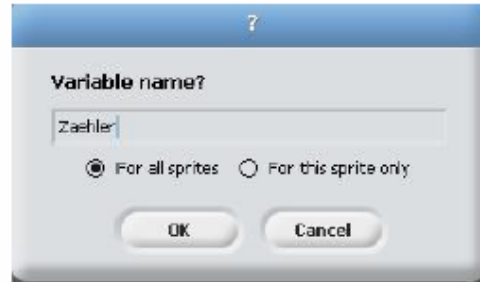 ?
Variable name?
Zaehler
For all sprites For this sprite only
OK Cancel